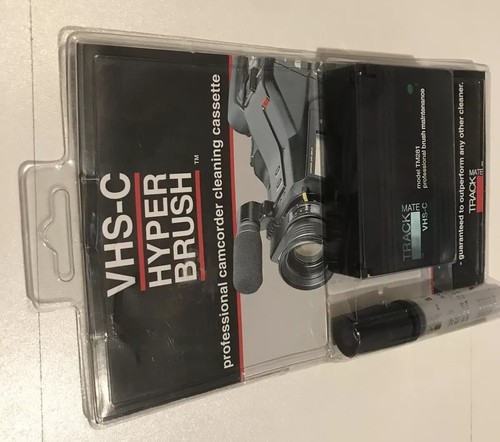 VHS-C
HYPER
BRUSH™
professional camcorder cleaning cassette
model TM281
professional brush maintenance
TRACK MATE
VHS-C
- guaranteed to outperform any other cleaner.
TRACK MATE